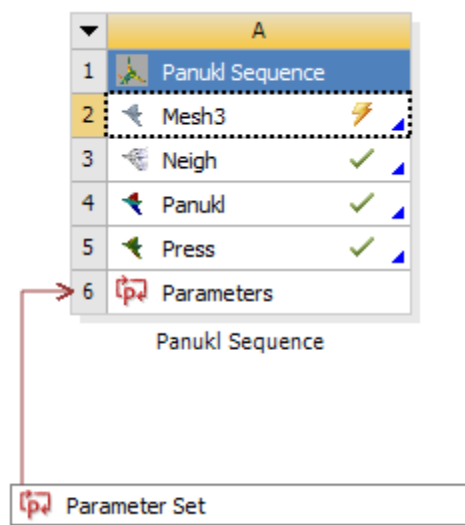 A
1 Panukl Sequence
2 Mesh3
3 Neigh
4 Panukl
5 Press
6 Parameters
Panukl Sequence
Parameter Set